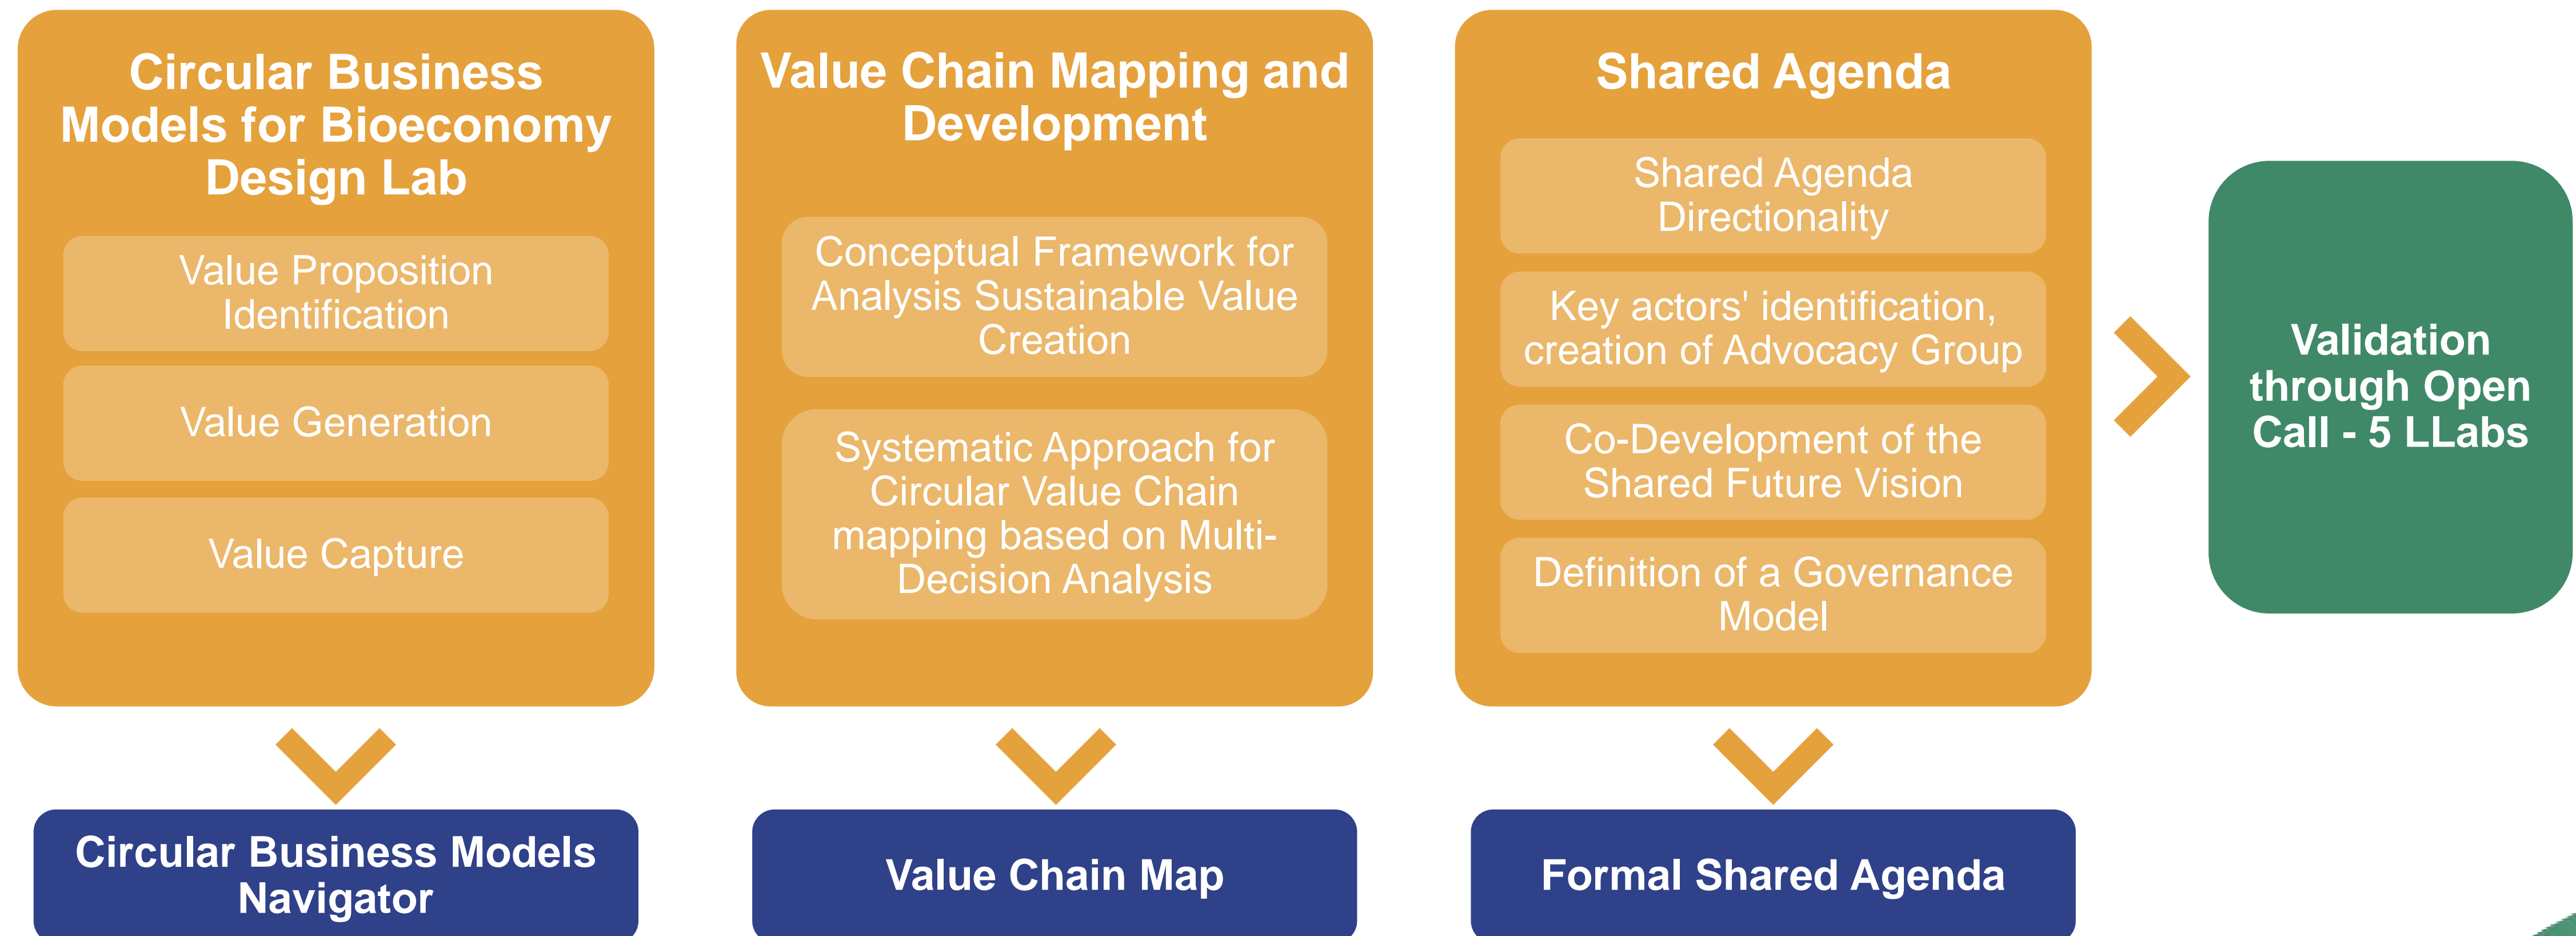 Circular Business
Models for Bioeconomy
Design Lab
Value Proposition
Identification
Value Generation
Value Capture
Circular Business Models
Navigator
Value Chain Mapping and
Development
Conceptual Framework for
Analysis Sustainable Value
Creation
Systematic Approach for
Circular Value Chain
mapping based on Multi-
Decision Analysis
Value Chain Map
Shared Agenda
Shared Agenda
Directionality
Key actors' identification,
creation of Advocacy Group
Co-Development of the
Shared Future Vision
Definition of a Governance
Model
Formal Shared Agenda
Validation
through Open
Call - 5 LLabs